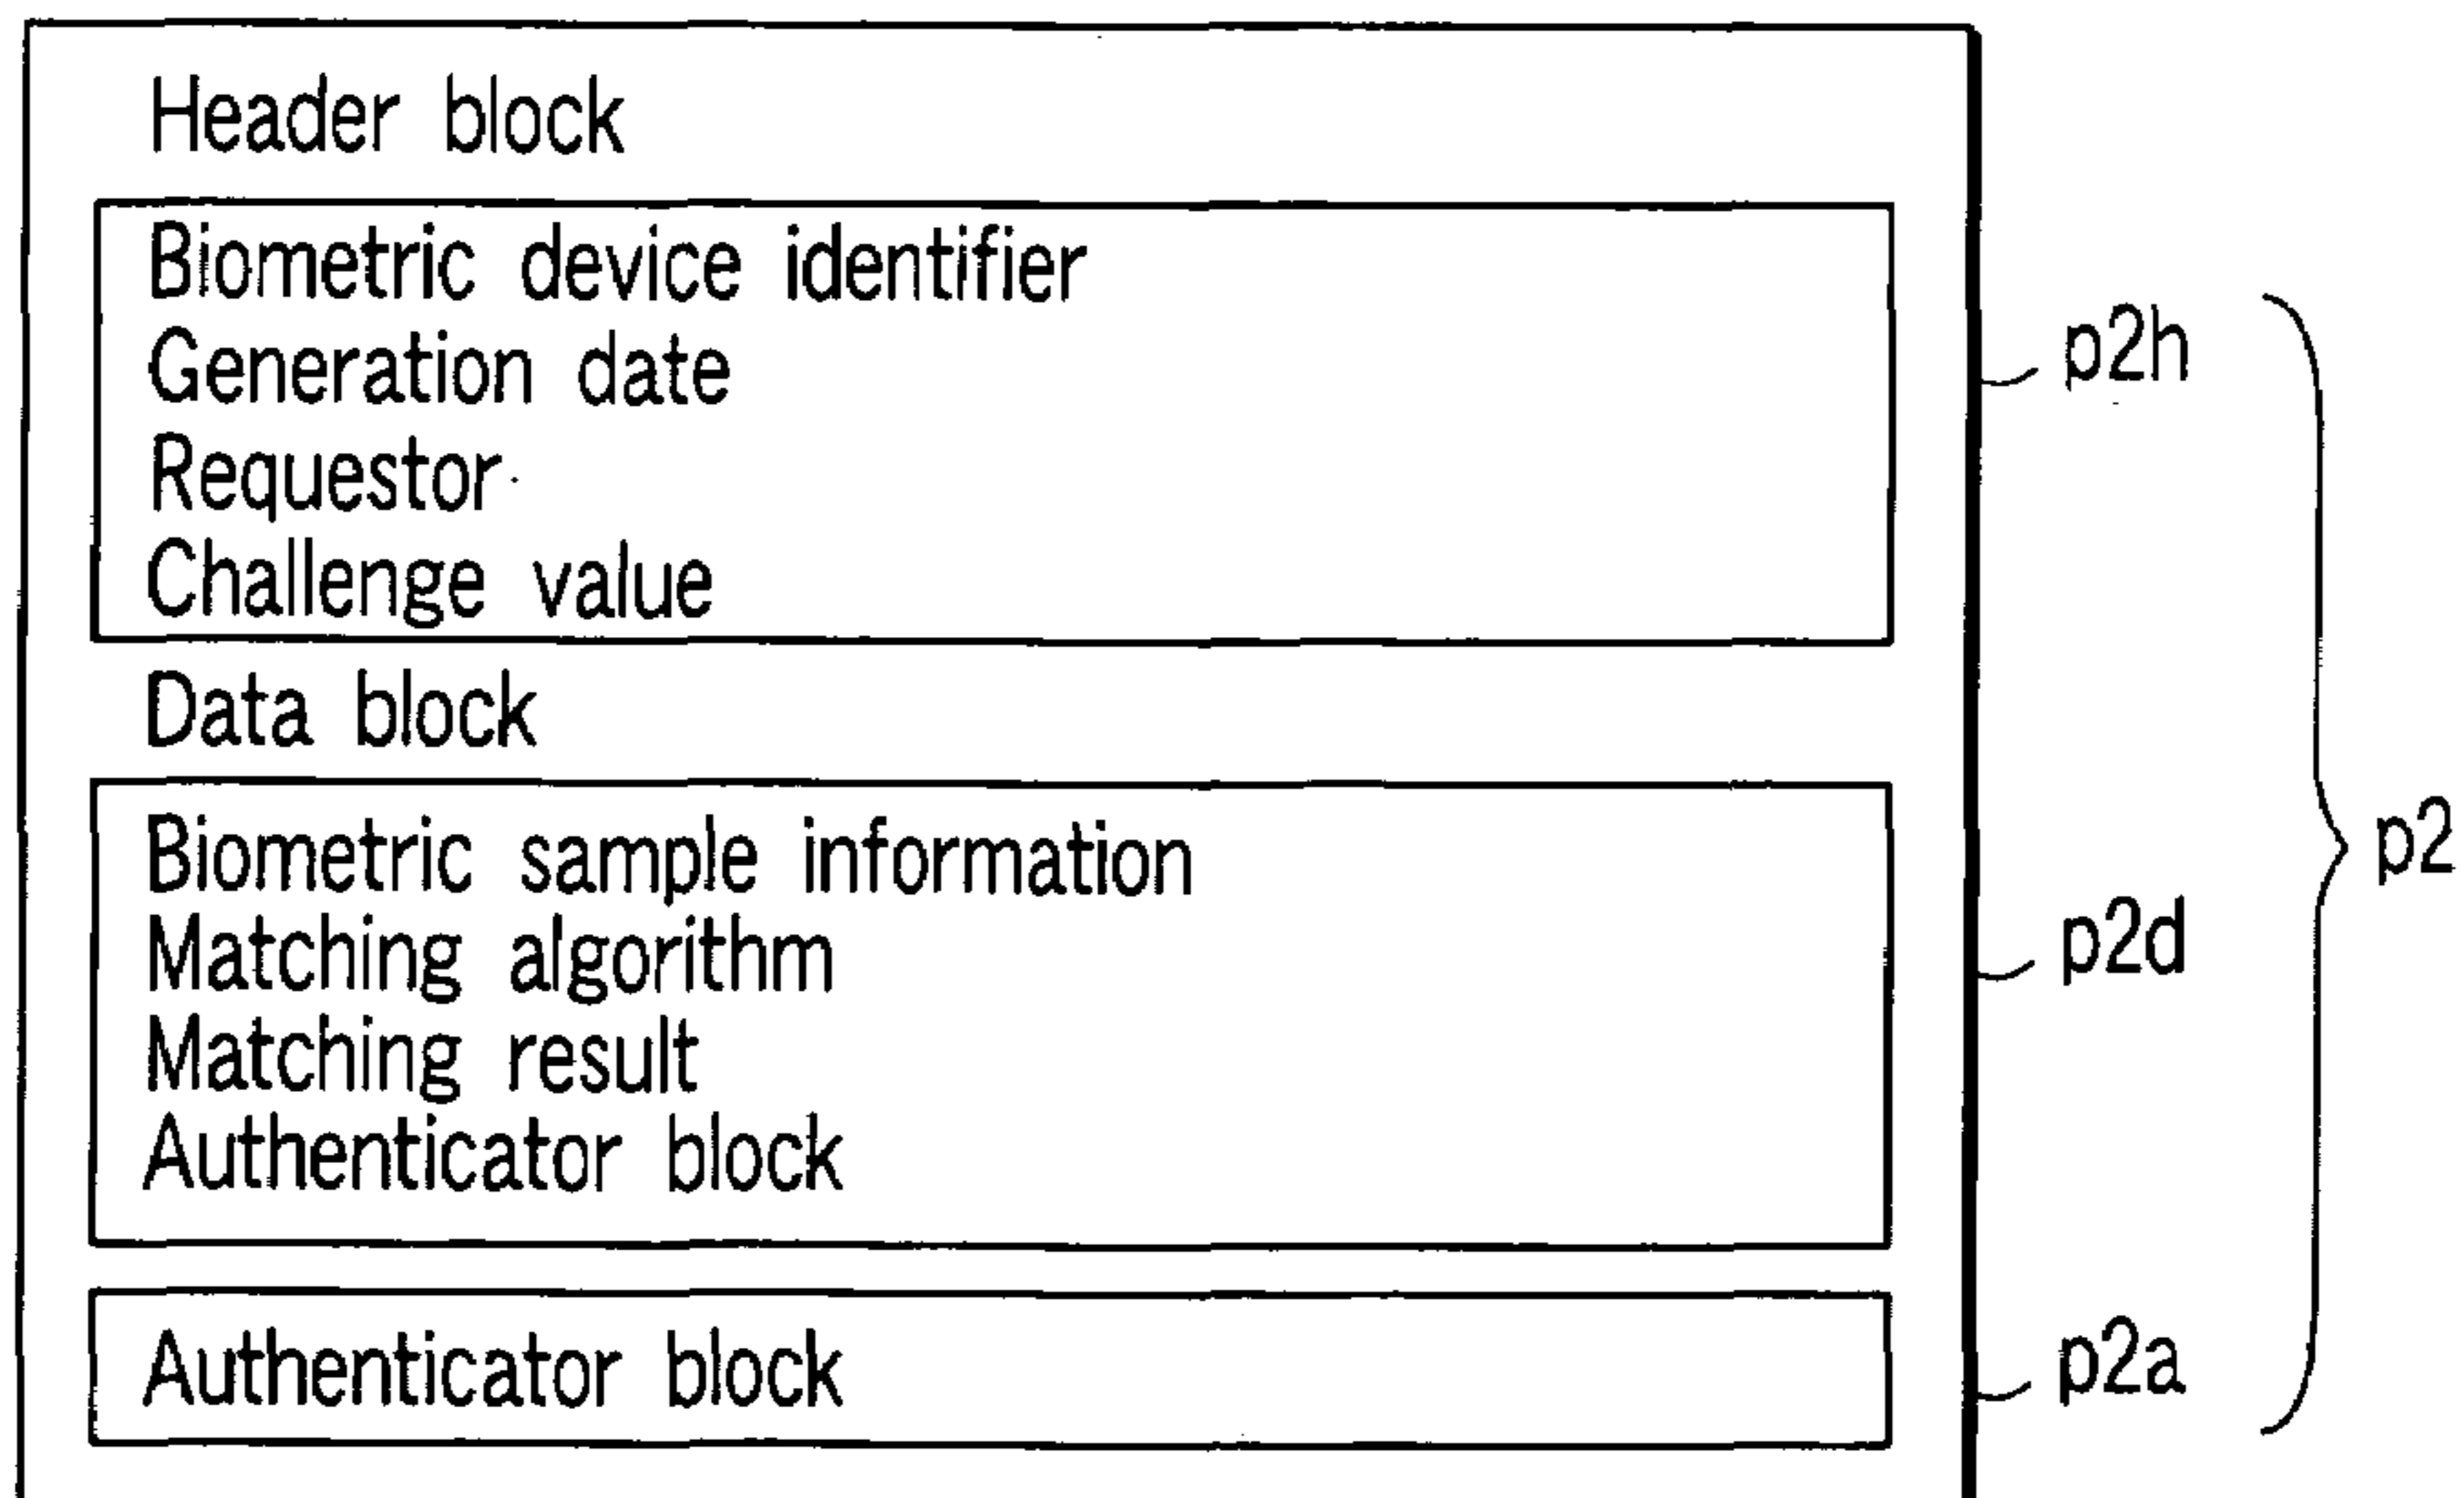 Header block
Biometric device identifier
Generation date
Requestor
Challenge value
p2h
Data block
Biometric sample information
Matching algorithm
Matching result
Authenticator block
p2d
Authenticator block
p2a
p2